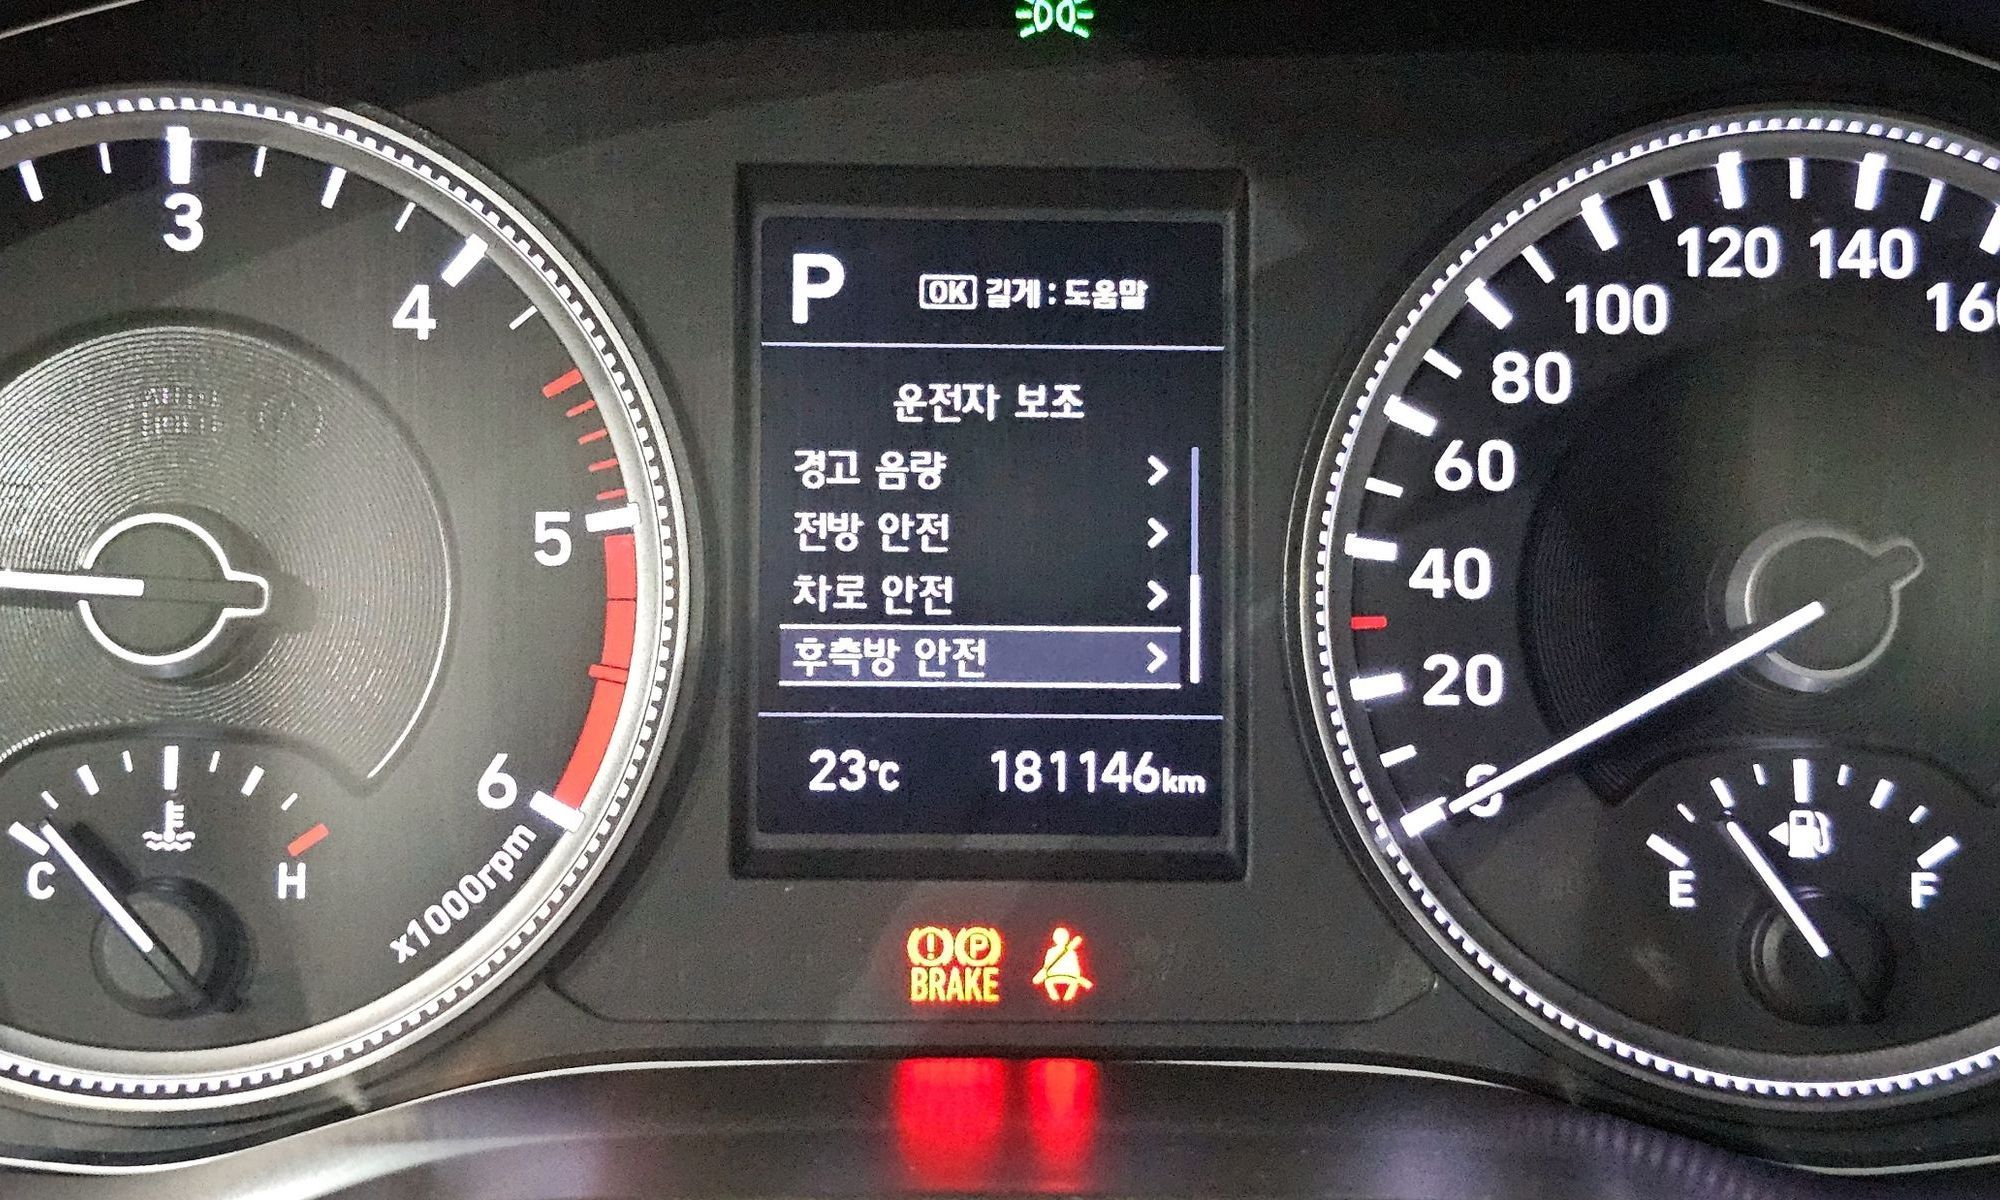 P
OK 길게 : 도움말
운전자 보조
경고 음량
전방 안전
차로 안전
후측방 안전
23℃ 181146km
3
4
5
6
x1000rpm
C H
BRAKE
P
0
20
40
60
80
100
120
140
160
E F